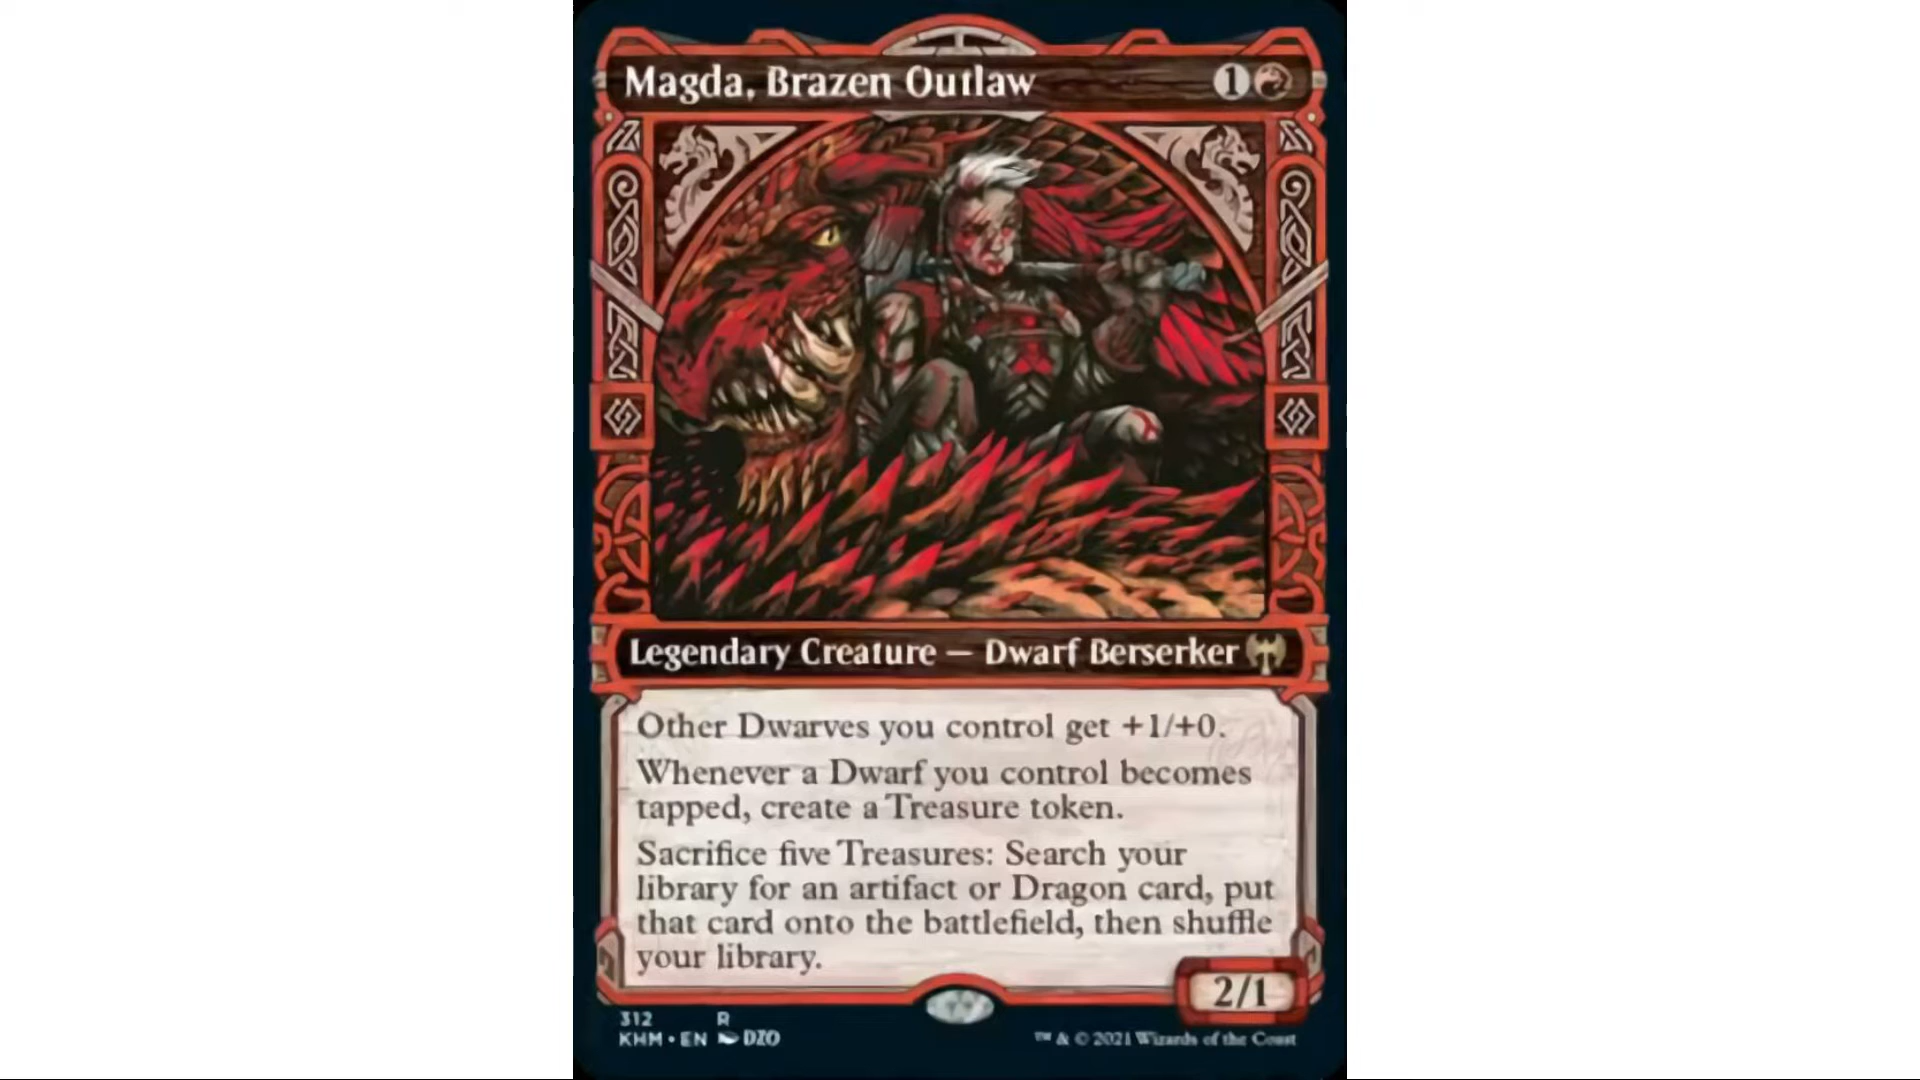 Magda, Brazen Outlaw 1
Legendary Creature — Dwarf Berserker
Other Dwarves you control get +1/+0.
Whenever a Dwarf you control becomes
tapped, create a Treasure token.
Sacrifice five Treasures: Search your
library for an artifact or Dragon card, put
that card onto the battlefield, then shuffle
your library.
2/1
312 R
KHM • EN DZO
™ & © 2021 Wizards of the Coast